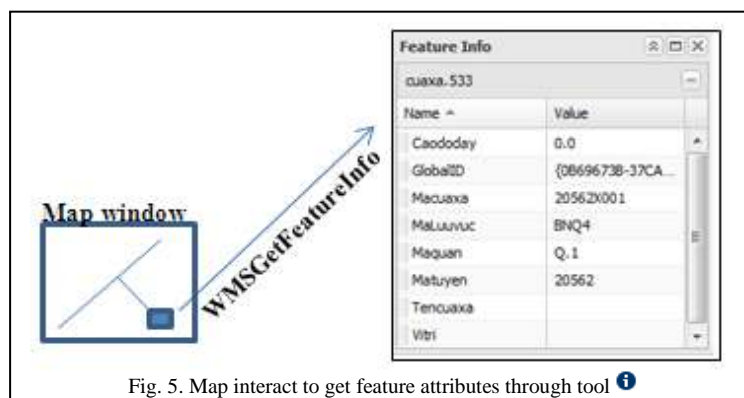 Feature Info
cuaxa.533
Name Value
Caododay 0.0
GlobalID {0B69673B-37CA...
Macuaxa 20562X001
MaLuuvuc BNQ4
Maquan Q.1
Matuyen 20562
Tencuaxa
Vitri
Map window
WMSGetFeatureInfo
Fig. 5. Map interact to get feature attributes through tool